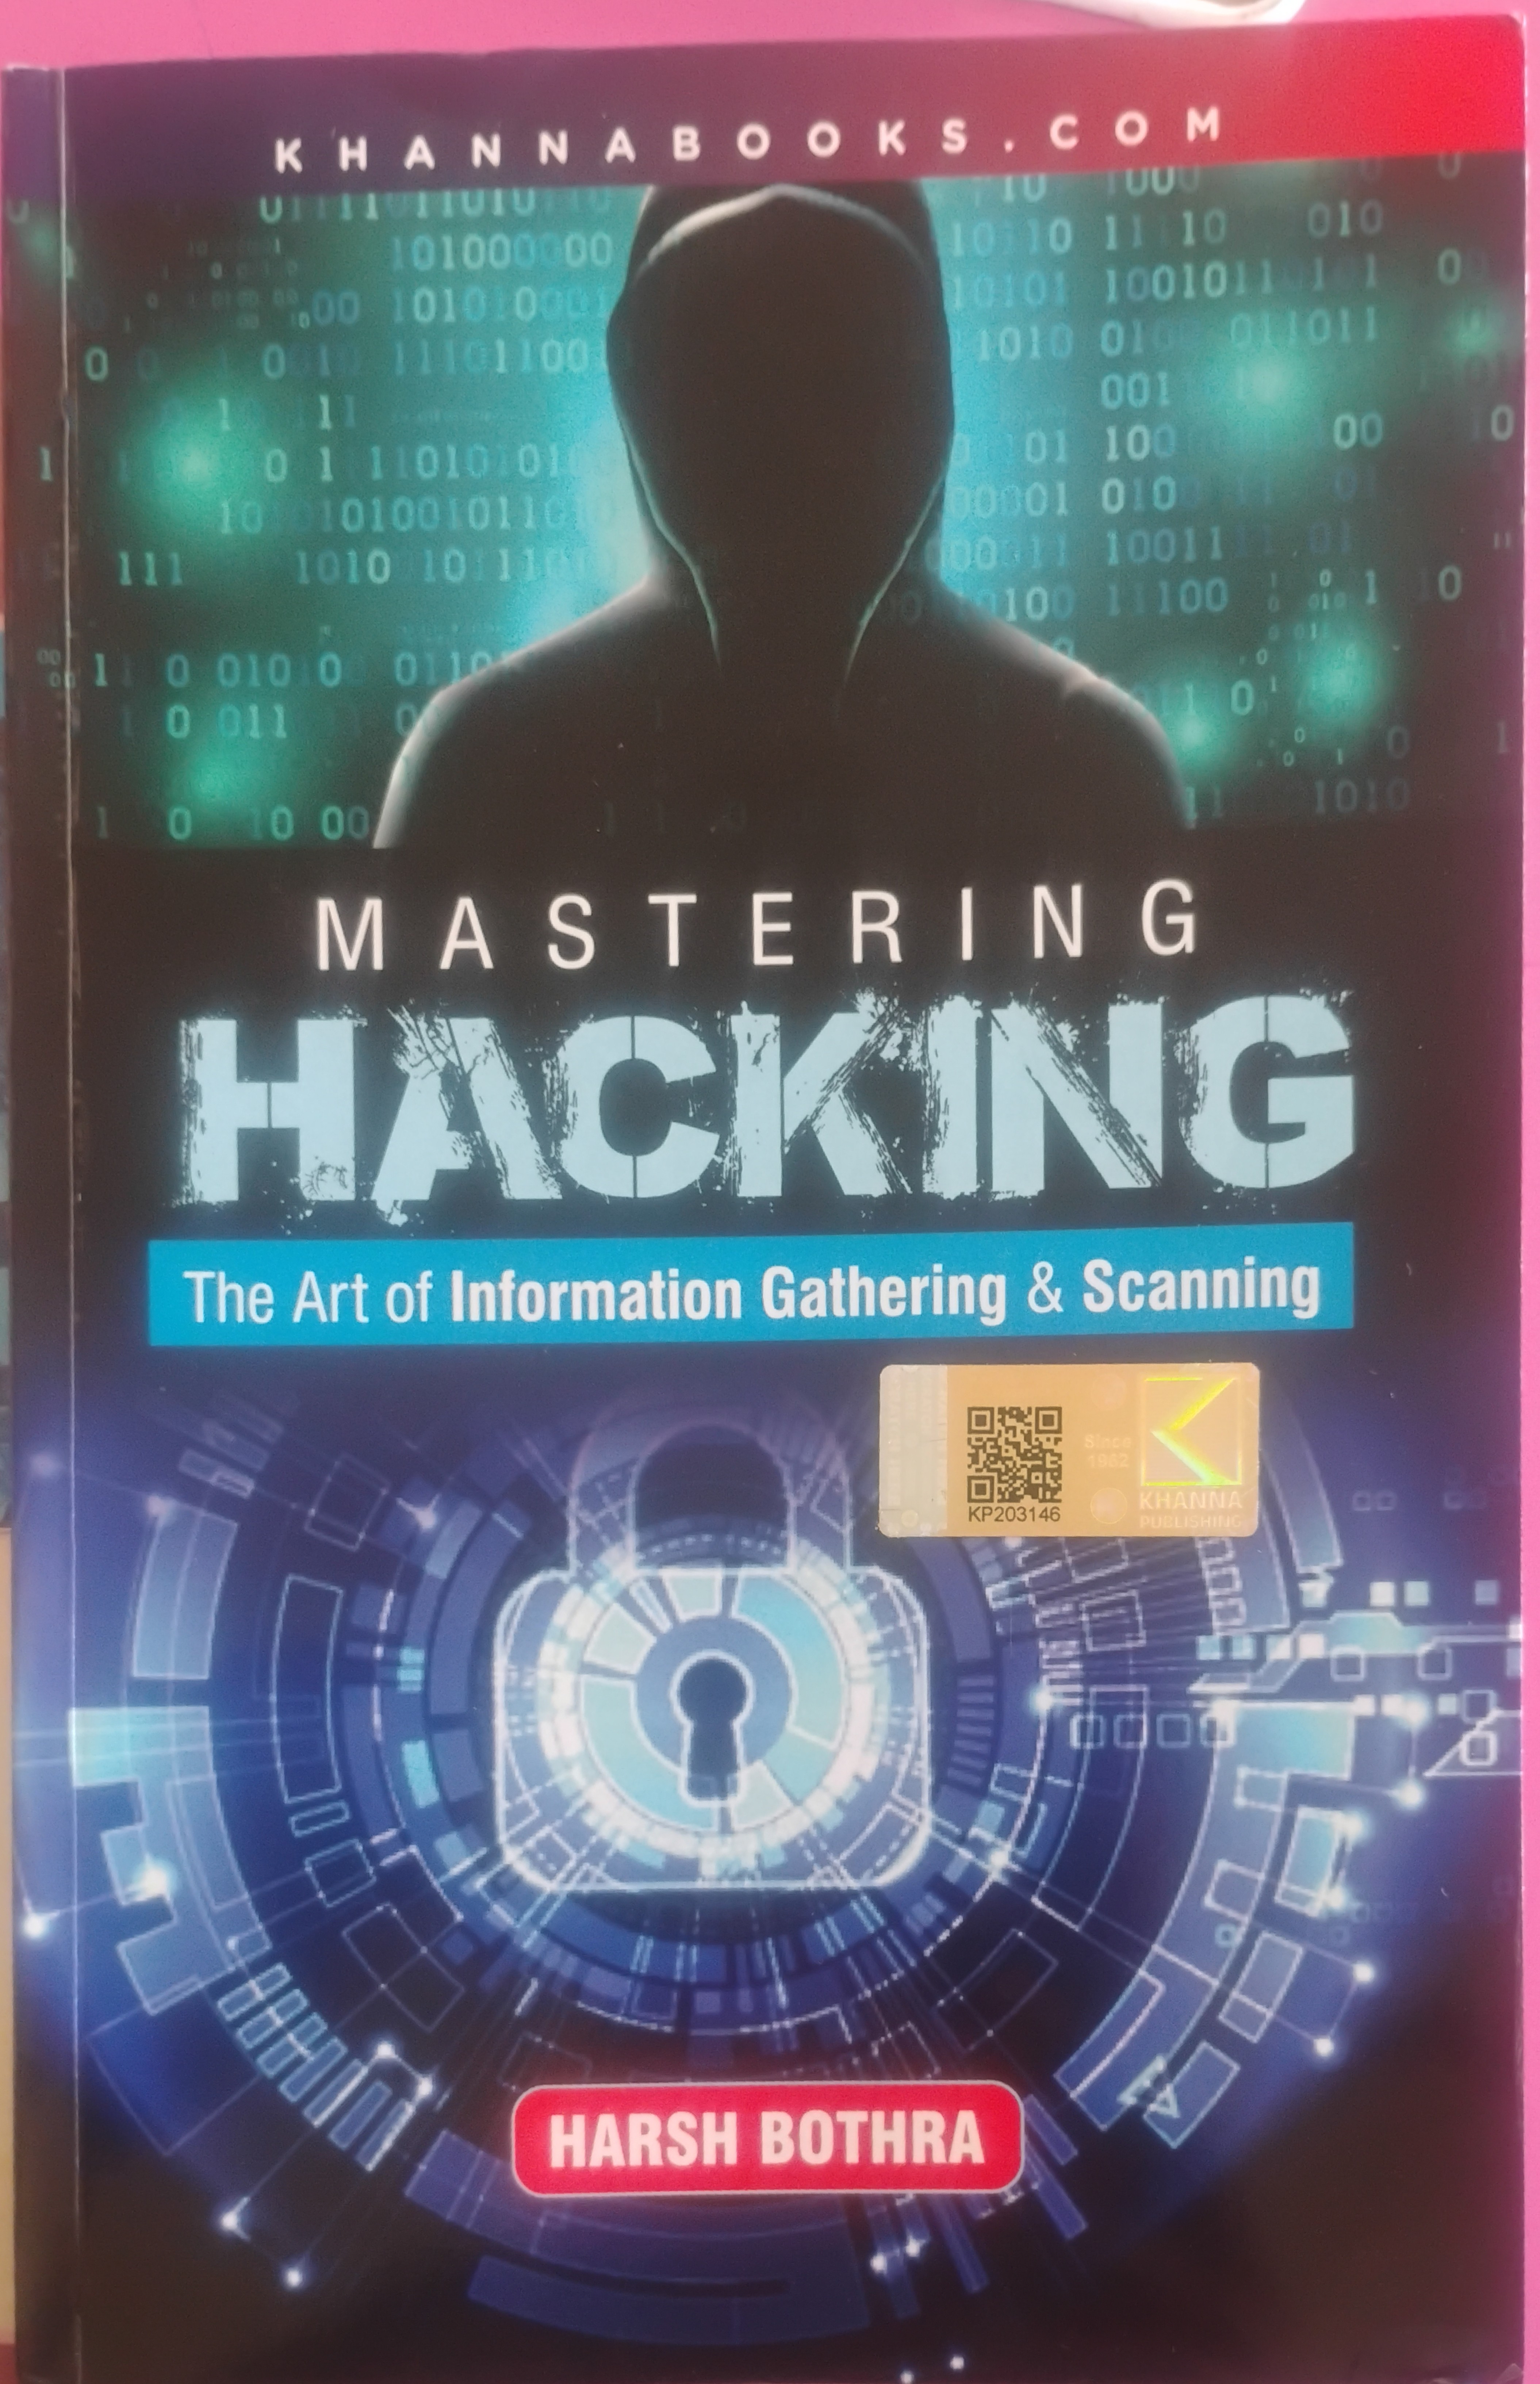 KHANNABOOKS.COM
MASTERING
HACKING
The Art of Information Gathering & Scanning
Since
1982
KP203146
KHANNA
PUBLISHING
HARSH BOTHRA